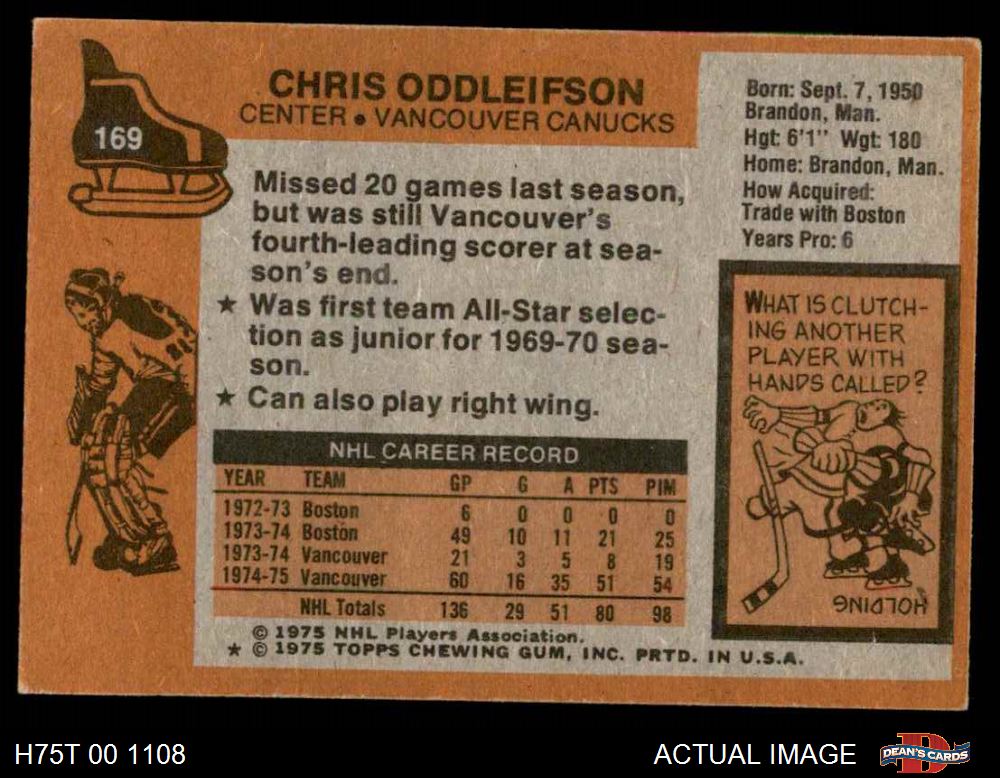 169
CHRIS ODDLEIFSON
CENTER • VANCOUVER CANUCKS
Missed 20 games last season,
but was still Vancouver's
fourth-leading scorer at sea-
son's end.
★ Was first team All-Star selec-
tion as junior for 1969-70 sea-
son.
★ Can also play right wing.
Born: Sept. 7, 1950
Brandon, Man.
Hgt: 6'1" Wgt: 180
Home: Brandon, Man.
How Acquired:
Trade with Boston
Years Pro: 6
WHAT IS CLUTCH-
ING ANOTHER
PLAYER WITH
HANDS CALLED?
HOLDING
NHL CAREER RECORD
YEAR TEAM GP G A PTS PIM
1972-73 Boston 6 0 0 0 0
1973-74 Boston 49 10 11 21 25
1973-74 Vancouver 21 3 5 8 19
1974-75 Vancouver 60 16 35 51 54
NHL Totals 136 29 51 80 98
© 1975 NHL Players Association.
★ © 1975 TOPPS CHEWING GUM, INC. PRTD. IN U.S.A.
H75T 00 1108
ACTUAL IMAGE
D
DEAN'S CARDS